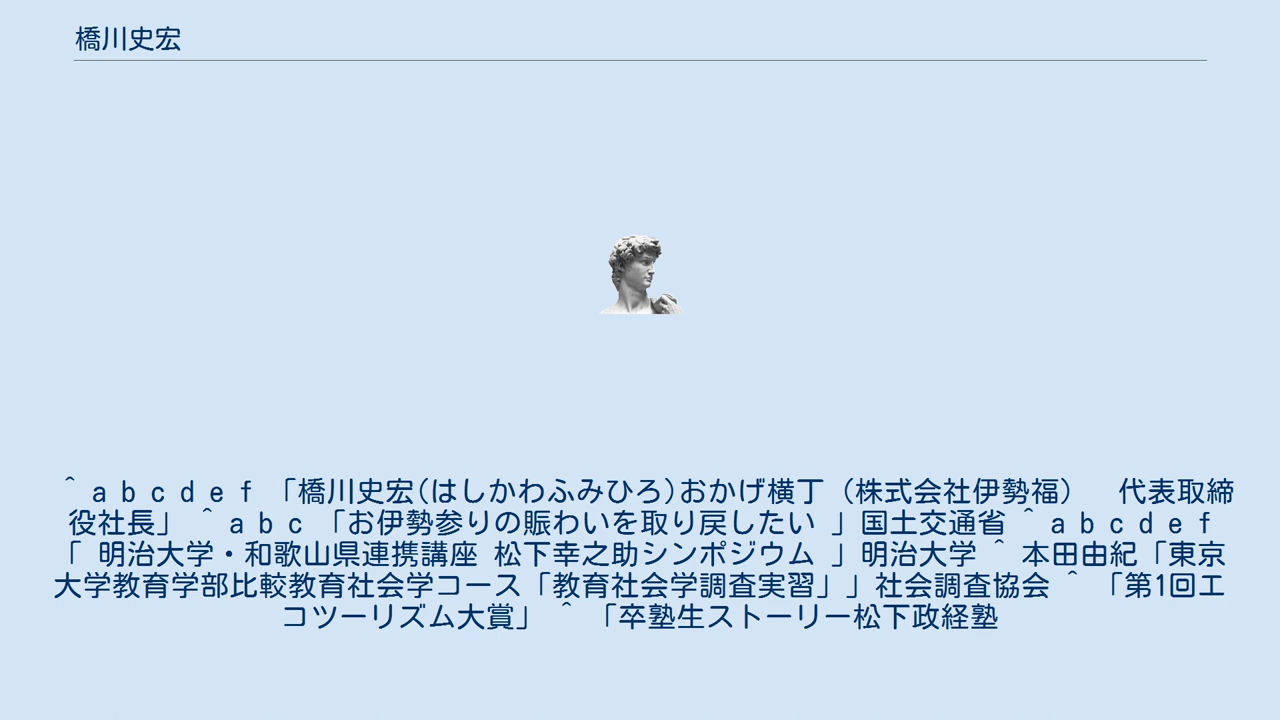 橋川史宏
^ a b c d e f 「橋川史宏(はしかわふみひろ)おかげ横丁（株式会社伊勢福） 代表取締
役社長」 ^ a b c 「お伊勢参りの賑わいを取り戻したい 」国土交通省 ^ a b c d e f
「 明治大学・和歌山県連携講座 松下幸之助シンポジウム 」明治大学 ^ 本田由紀「東京
大学教育学部比較教育社会学コース「教育社会学調査実習」」社会調査協会 ^ 「第1回エ
コツーリズム大賞」 ^ 「卒塾生ストーリー松下政経塾